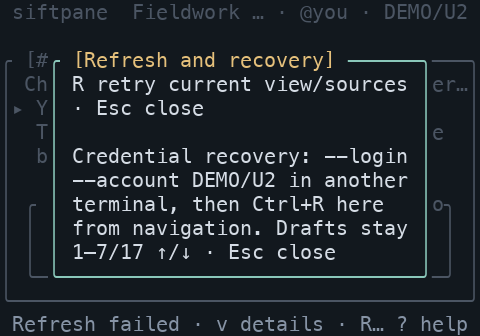 siftpane  Fieldwork … · @you · DEMO/U2
[# [Refresh and recovery]
Ch R retry current view/sources er…
▸ Y · Esc close
T e
b Credential recovery: --login
--account DEMO/U2 in another
terminal, then Ctrl+R here o
from navigation. Drafts stay
1–7/17 ↑/↓ · Esc close
Refresh failed · v details · R… ? help